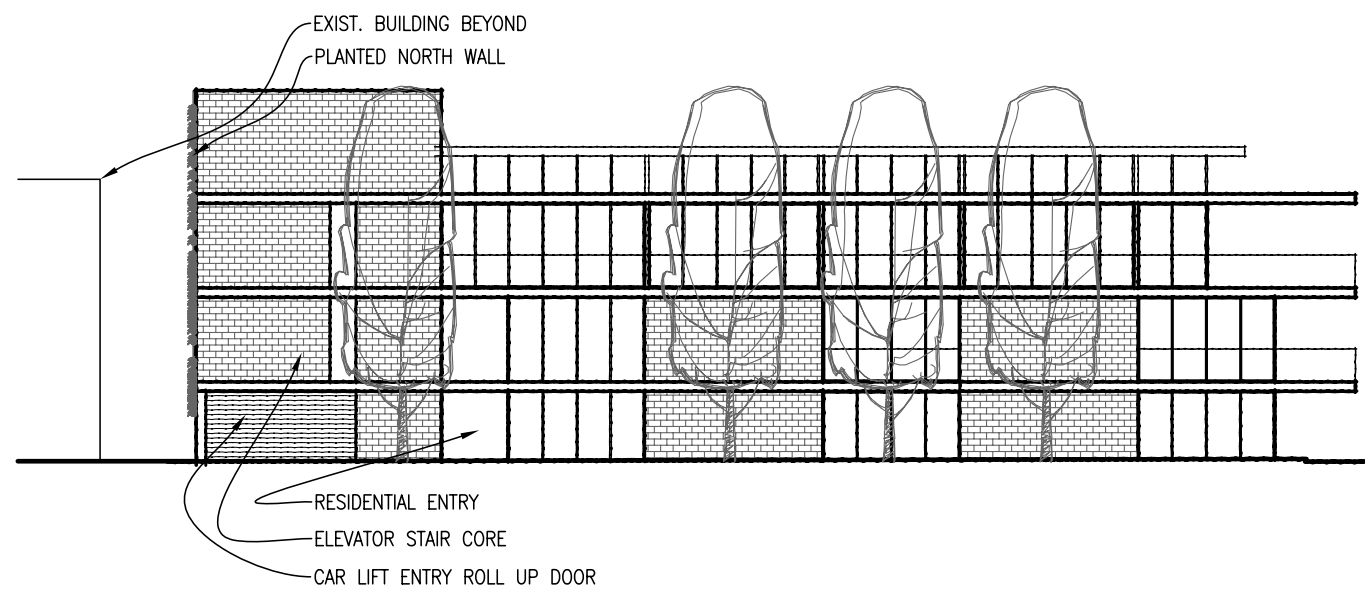 EXIST. BUILDING BEYOND
PLANTED NORTH WALL
RESIDENTIAL ENTRY
ELEVATOR STAIR CORE
CAR LIFT ENTRY ROLL UP DOOR